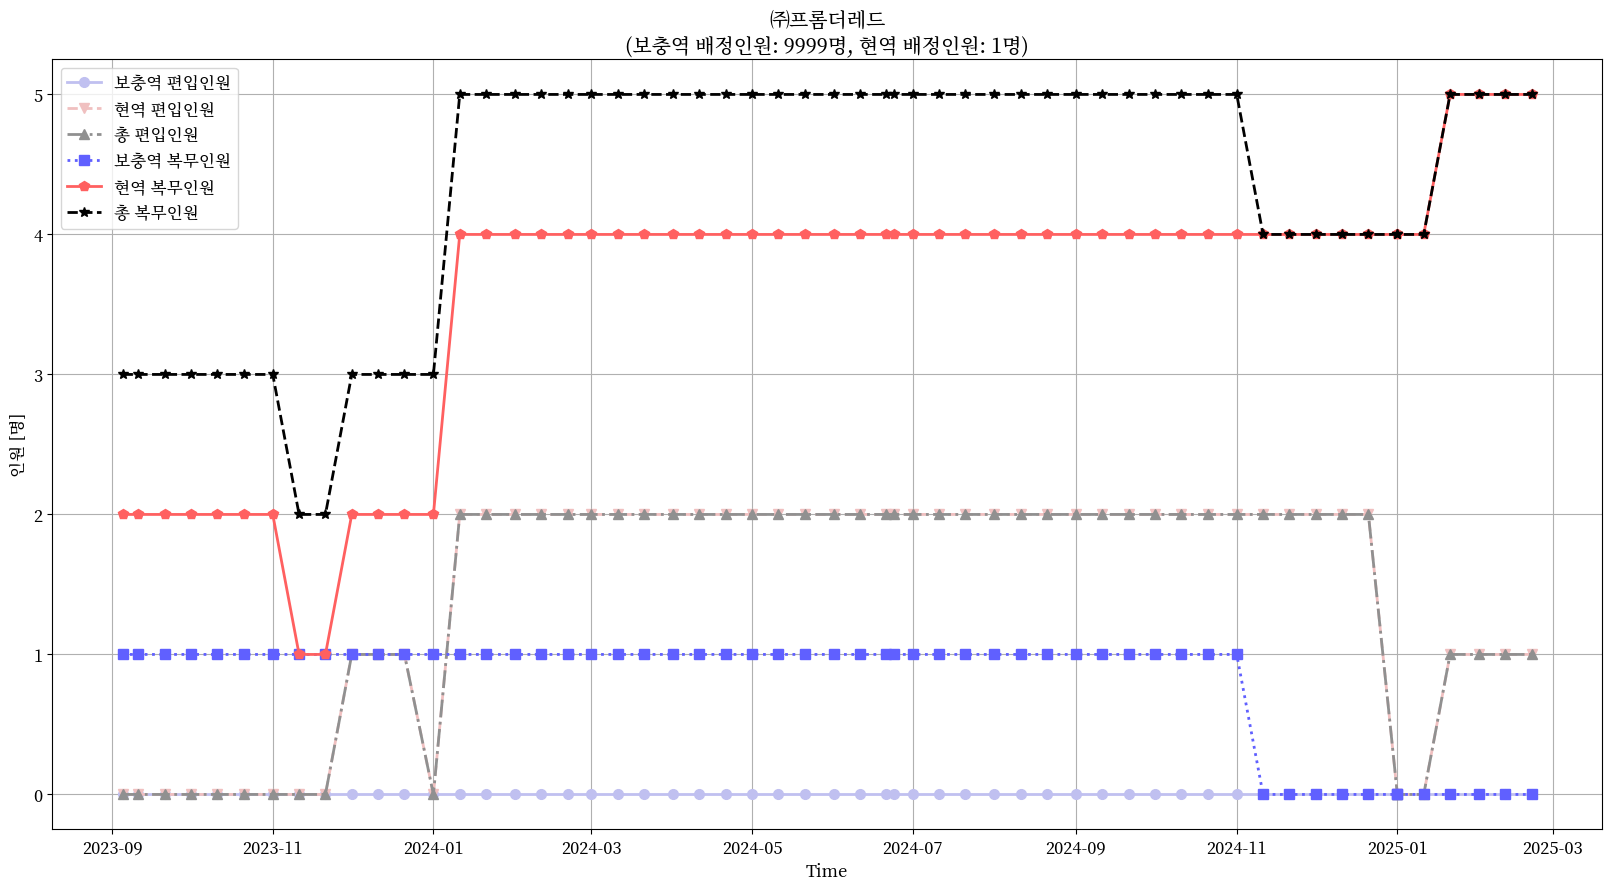 ㈜프롬더레드
(보충역 배정인원: 9999명, 현역 배정인원: 1명)
보충역 편입인원
현역 편입인원
총 편입인원
보충역 복무인원
현역 복무인원
총 복무인원
인원 [명]
5
4
3
2
1
0
2023-09
2023-11
2024-01
2024-03
2024-05
2024-07
2024-09
2024-11
2025-01
2025-03
Time